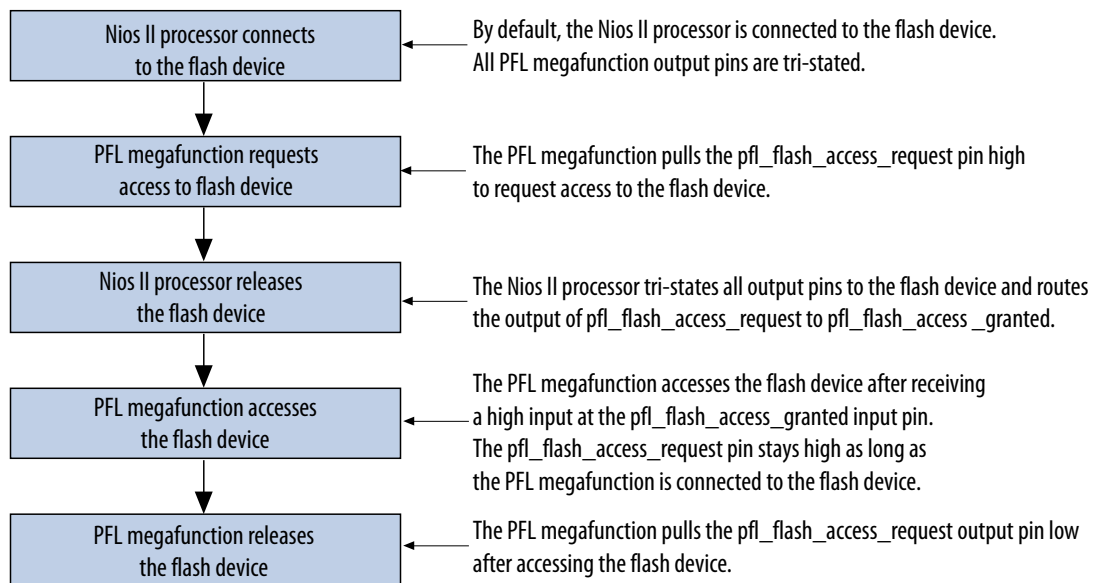 Nios II processor connects
to the flash device
By default, the Nios II processor is connected to the flash device.
All PFL megafunction output pins are tri-stated.
PFL megafunction requests
access to flash device
The PFL megafunction pulls the pfl_flash_access_request pin high
to request access to the flash device.
Nios II processor releases
the flash device
The Nios II processor tri-states all output pins to the flash device and routes
the output of pfl_flash_access_request to pfl_flash_access _granted.
PFL megafunction accesses
the flash device
The PFL megafunction accesses the flash device after receiving
a high input at the pfl_flash_access_granted input pin.
The pfl_flash_access_request pin stays high as long as
the PFL megafunction is connected to the flash device.
PFL megafunction releases
the flash device
The PFL megafunction pulls the pfl_flash_access_request output pin low
after accessing the flash device.